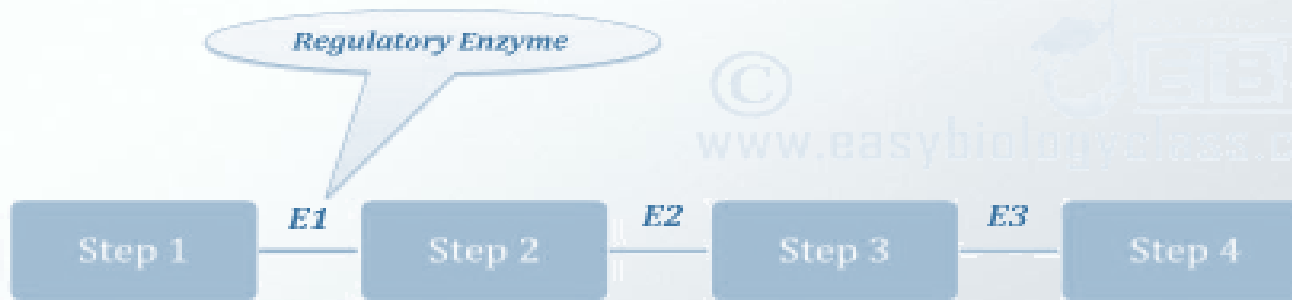 Regulatory Enzyme
©
www.easybiologyclass.c
E1
E2
E3
Step 1
Step 2
Step 3
Step 4